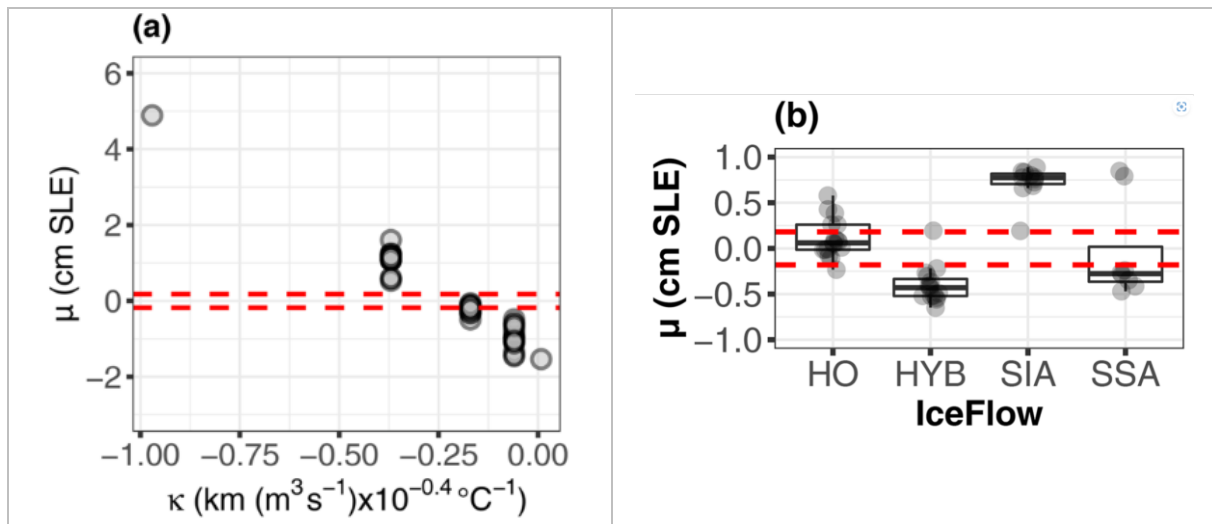 (a)
μ (cm SLE)
6
4
2
0
−2
−1.00 −0.75 −0.50 −0.25 0.00
κ (km (m³ s⁻¹)x10⁻⁰·⁴ °C⁻¹)
(b)
μ (cm SLE)
1.0
0.5
0.0
−0.5
−1.0
HO HYB SIA SSA
IceFlow